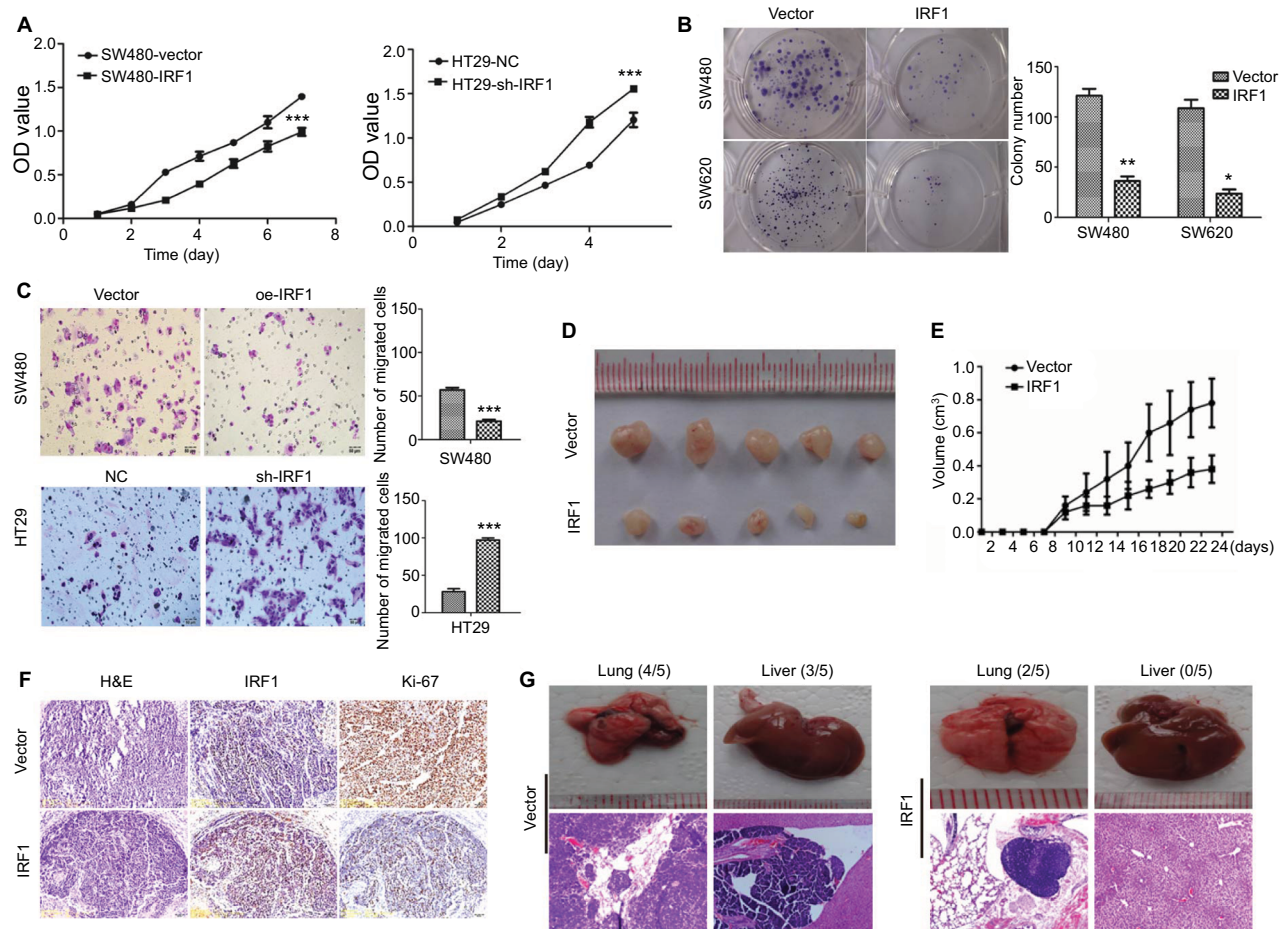 A
2.0
1.5
1.0
0.5
0.0
OD value
SW480-vector
SW480-IRF1
***
0 2 4 6 8
Time (day)
2.0
1.5
1.0
0.5
0.0
OD value
HT29-NC
HT29-sh-IRF1
***
0 2 4
Time (day)
B
Vector IRF1
SW480
SW620
150
100
50
0
Colony number
Vector
IRF1
** *
SW480 SW620
C
Vector oe-IRF1
SW480
NC sh-IRF1
HT29
Number of migrated cells
150
100
50
0
***
SW480
Number of migrated cells
150
100
50
0
***
HT29
D
Vector
IRF1
E
1.0
0.8
0.6
0.4
0.2
0.0
Volume (cm³)
Vector
IRF1
2 4 6 8 10 12 14 16 18 20 22 24 (days)
F
H&E IRF1 Ki-67
Vector
IRF1
G
Lung (4/5) Liver (3/5)
Vector
Lung (2/5) Liver (0/5)
IRF1